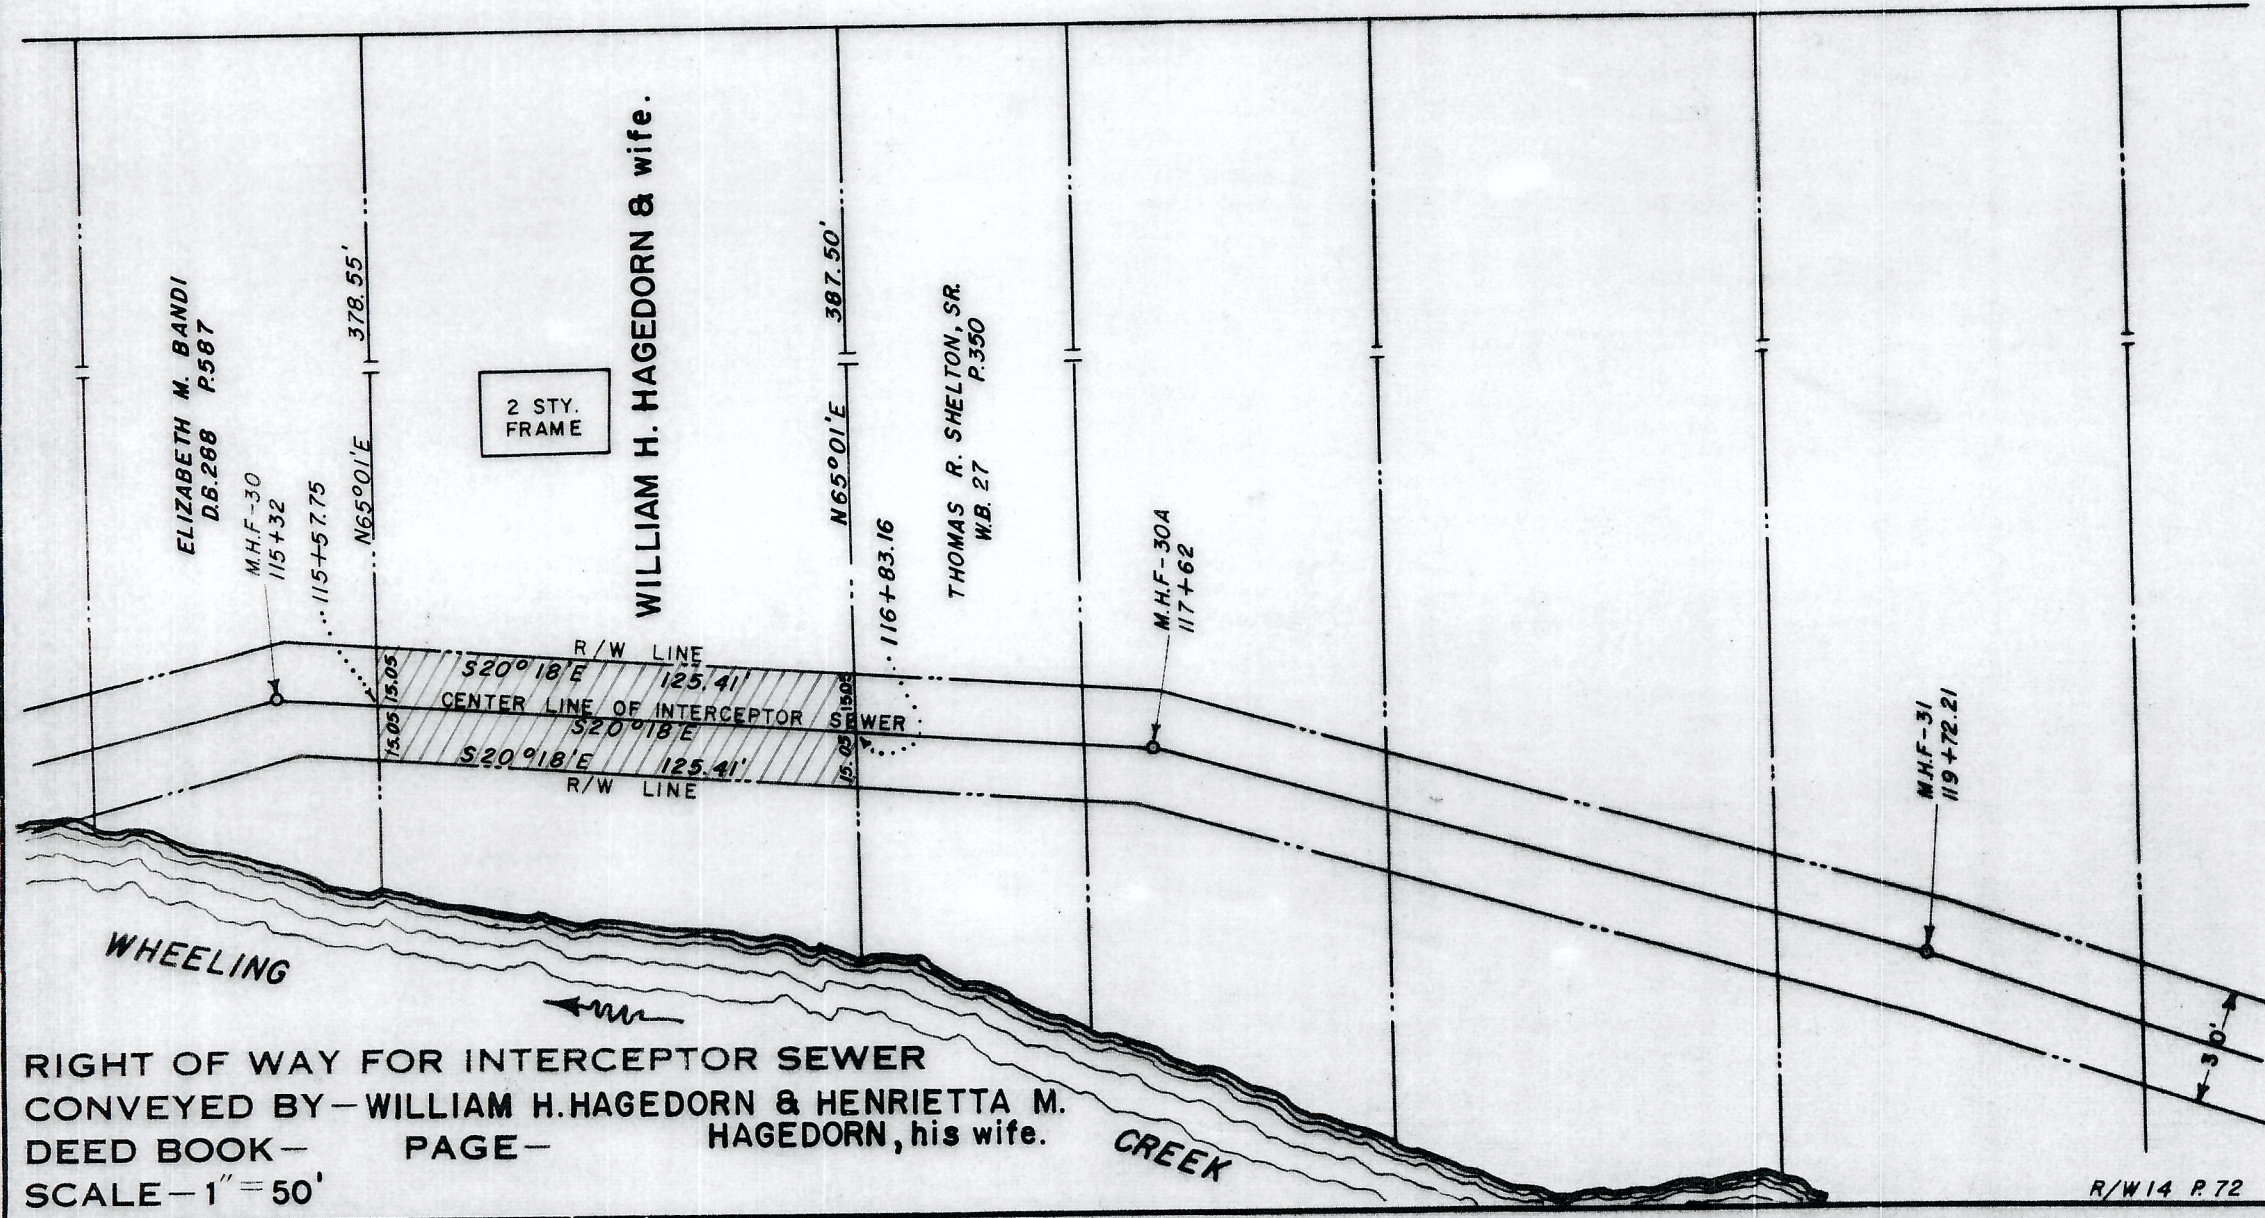 ELIZABETH M. BANDI
D.B. 288 P. 587
M.H.F-30
115+32
115+57.75
N65°01'E 378.55'
2 STY.
FRAME
WILLIAM H. HAGEDORN & wife.
N65°01'E 387.50'
116+83.16
THOMAS R. SHELTON, SR.
W.B. 27 P.350
M.H.F-30A
117+62
M.H.F-31
119+72.21
R/W LINE
S20°18'E 125.41'
15.05
15.05
CENTER LINE OF INTERCEPTOR SEWER
S20°18'E
15.05
15.05
S20°18'E 125.41'
R/W LINE
30'
WHEELING
CREEK
RIGHT OF WAY FOR INTERCEPTOR SEWER
CONVEYED BY—WILLIAM H. HAGEDORN & HENRIETTA M.
HAGEDORN, his wife.
DEED BOOK— PAGE—
SCALE—1"=50'
R/W 14 P. 72